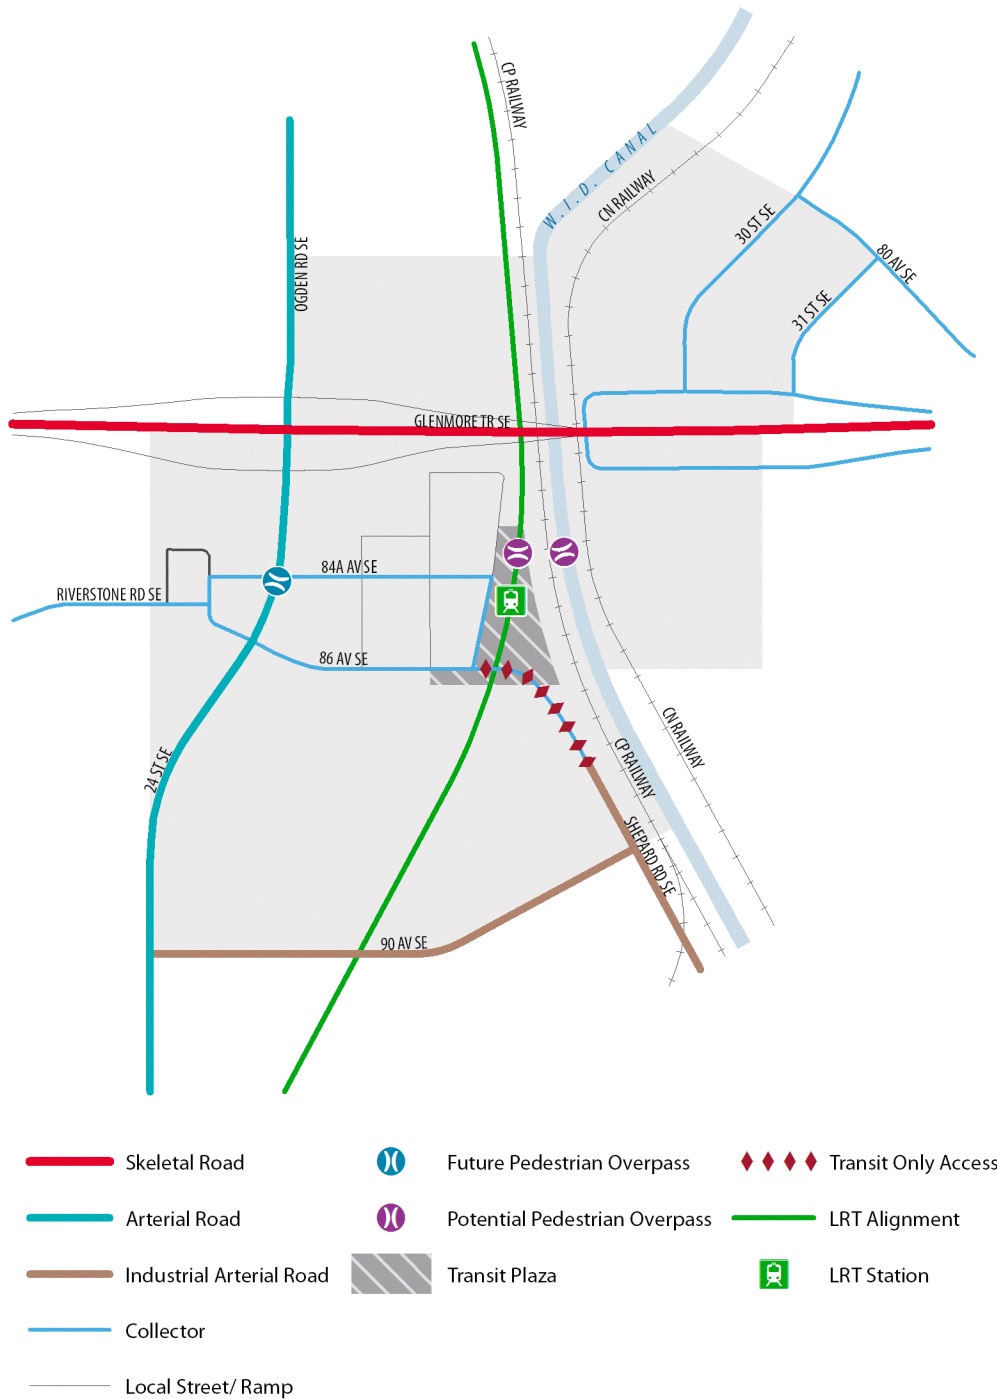 CP RAILWAY
W. I. D. CANAL
CN RAILWAY
30 ST SE
80 AV SE
OGDEN RD SE
31 ST SE
GLENMORE TR SE
84A AV SE
RIVERSTONE RD SE
86 AV SE
24 ST SE
CN RAILWAY
CP RAILWAY
SHEPARD RD SE
90 AV SE
Skeletal Road
Future Pedestrian Overpass
Transit Only Access
Arterial Road
Potential Pedestrian Overpass
LRT Alignment
Industrial Arterial Road
Transit Plaza
LRT Station
Collector
Local Street/ Ramp